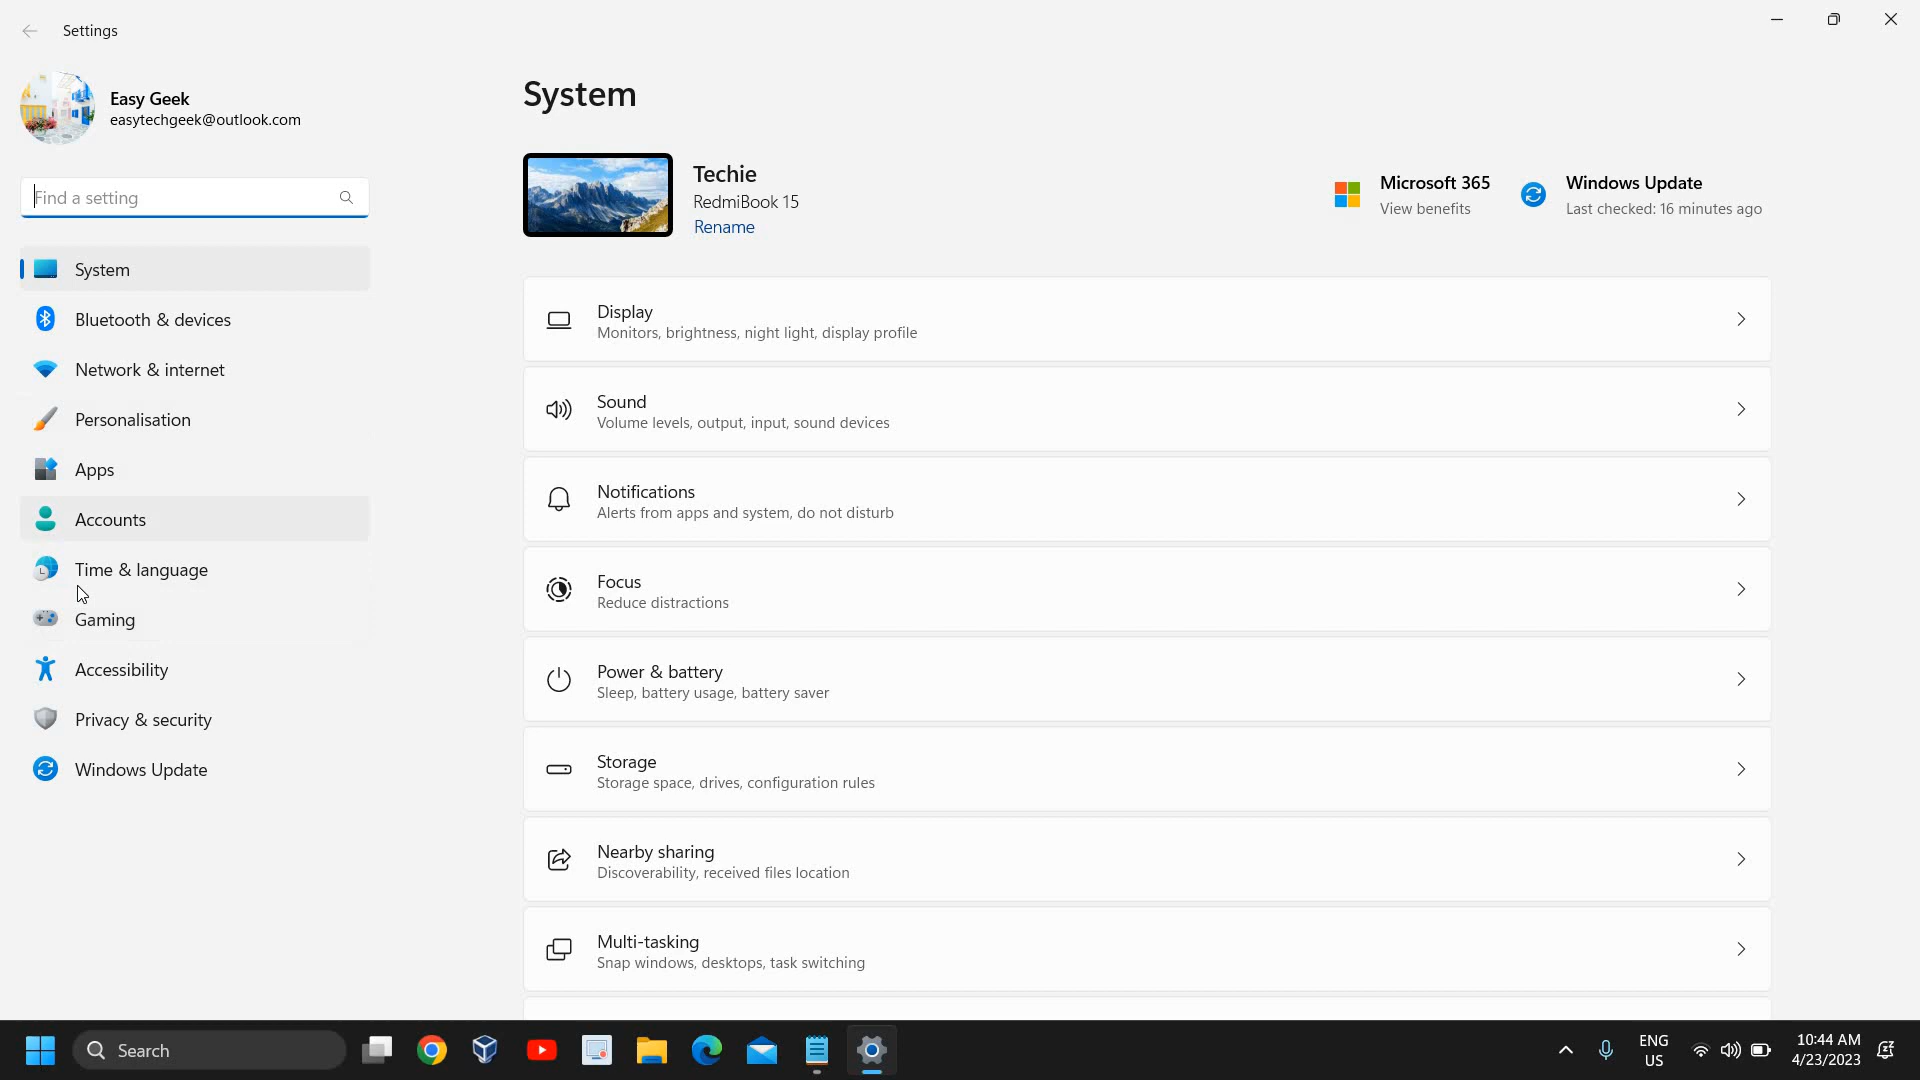 Settings
Easy Geek
easytechgeek@outlook.com
Find a setting
System
Bluetooth & devices
Network & internet
Personalisation
Apps
Accounts
Time & language
Gaming
Accessibility
Privacy & security
Windows Update
System
Techie
RedmiBook 15
Rename
Microsoft 365
View benefits
Windows Update
Last checked: 16 minutes ago
Display
Monitors, brightness, night light, display profile
Sound
Volume levels, output, input, sound devices
Notifications
Alerts from apps and system, do not disturb
Focus
Reduce distractions
Power & battery
Sleep, battery usage, battery saver
Storage
Storage space, drives, configuration rules
Nearby sharing
Discoverability, received files location
Multi-tasking
Snap windows, desktops, task switching
Search
ENG
US
10:44 AM
4/23/2023